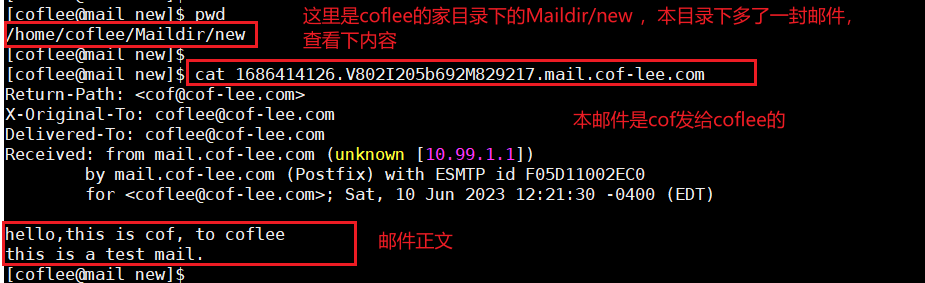 [coflee@mail new]$ pwd
这里是coflee的家目录下的Maildir/new ，本目录下多了一封邮件，
/home/coflee/Maildir/new
查看下内容
[coflee@mail new]$
[coflee@mail new]$ cat 1686414126.V802I205b692M829217.mail.cof-lee.com
Return-Path: <cof@cof-lee.com>
X-Original-To: coflee@cof-lee.com
本邮件是cof发给coflee的
Delivered-To: coflee@cof-lee.com
Received: from mail.cof-lee.com (unknown [10.99.1.1])
by mail.cof-lee.com (Postfix) with ESMTP id F05D11002EC0
for <coflee@cof-lee.com>; Sat, 10 Jun 2023 12:21:30 -0400 (EDT)
hello,this is cof, to coflee
邮件正文
this is a test mail.
[coflee@mail new]$